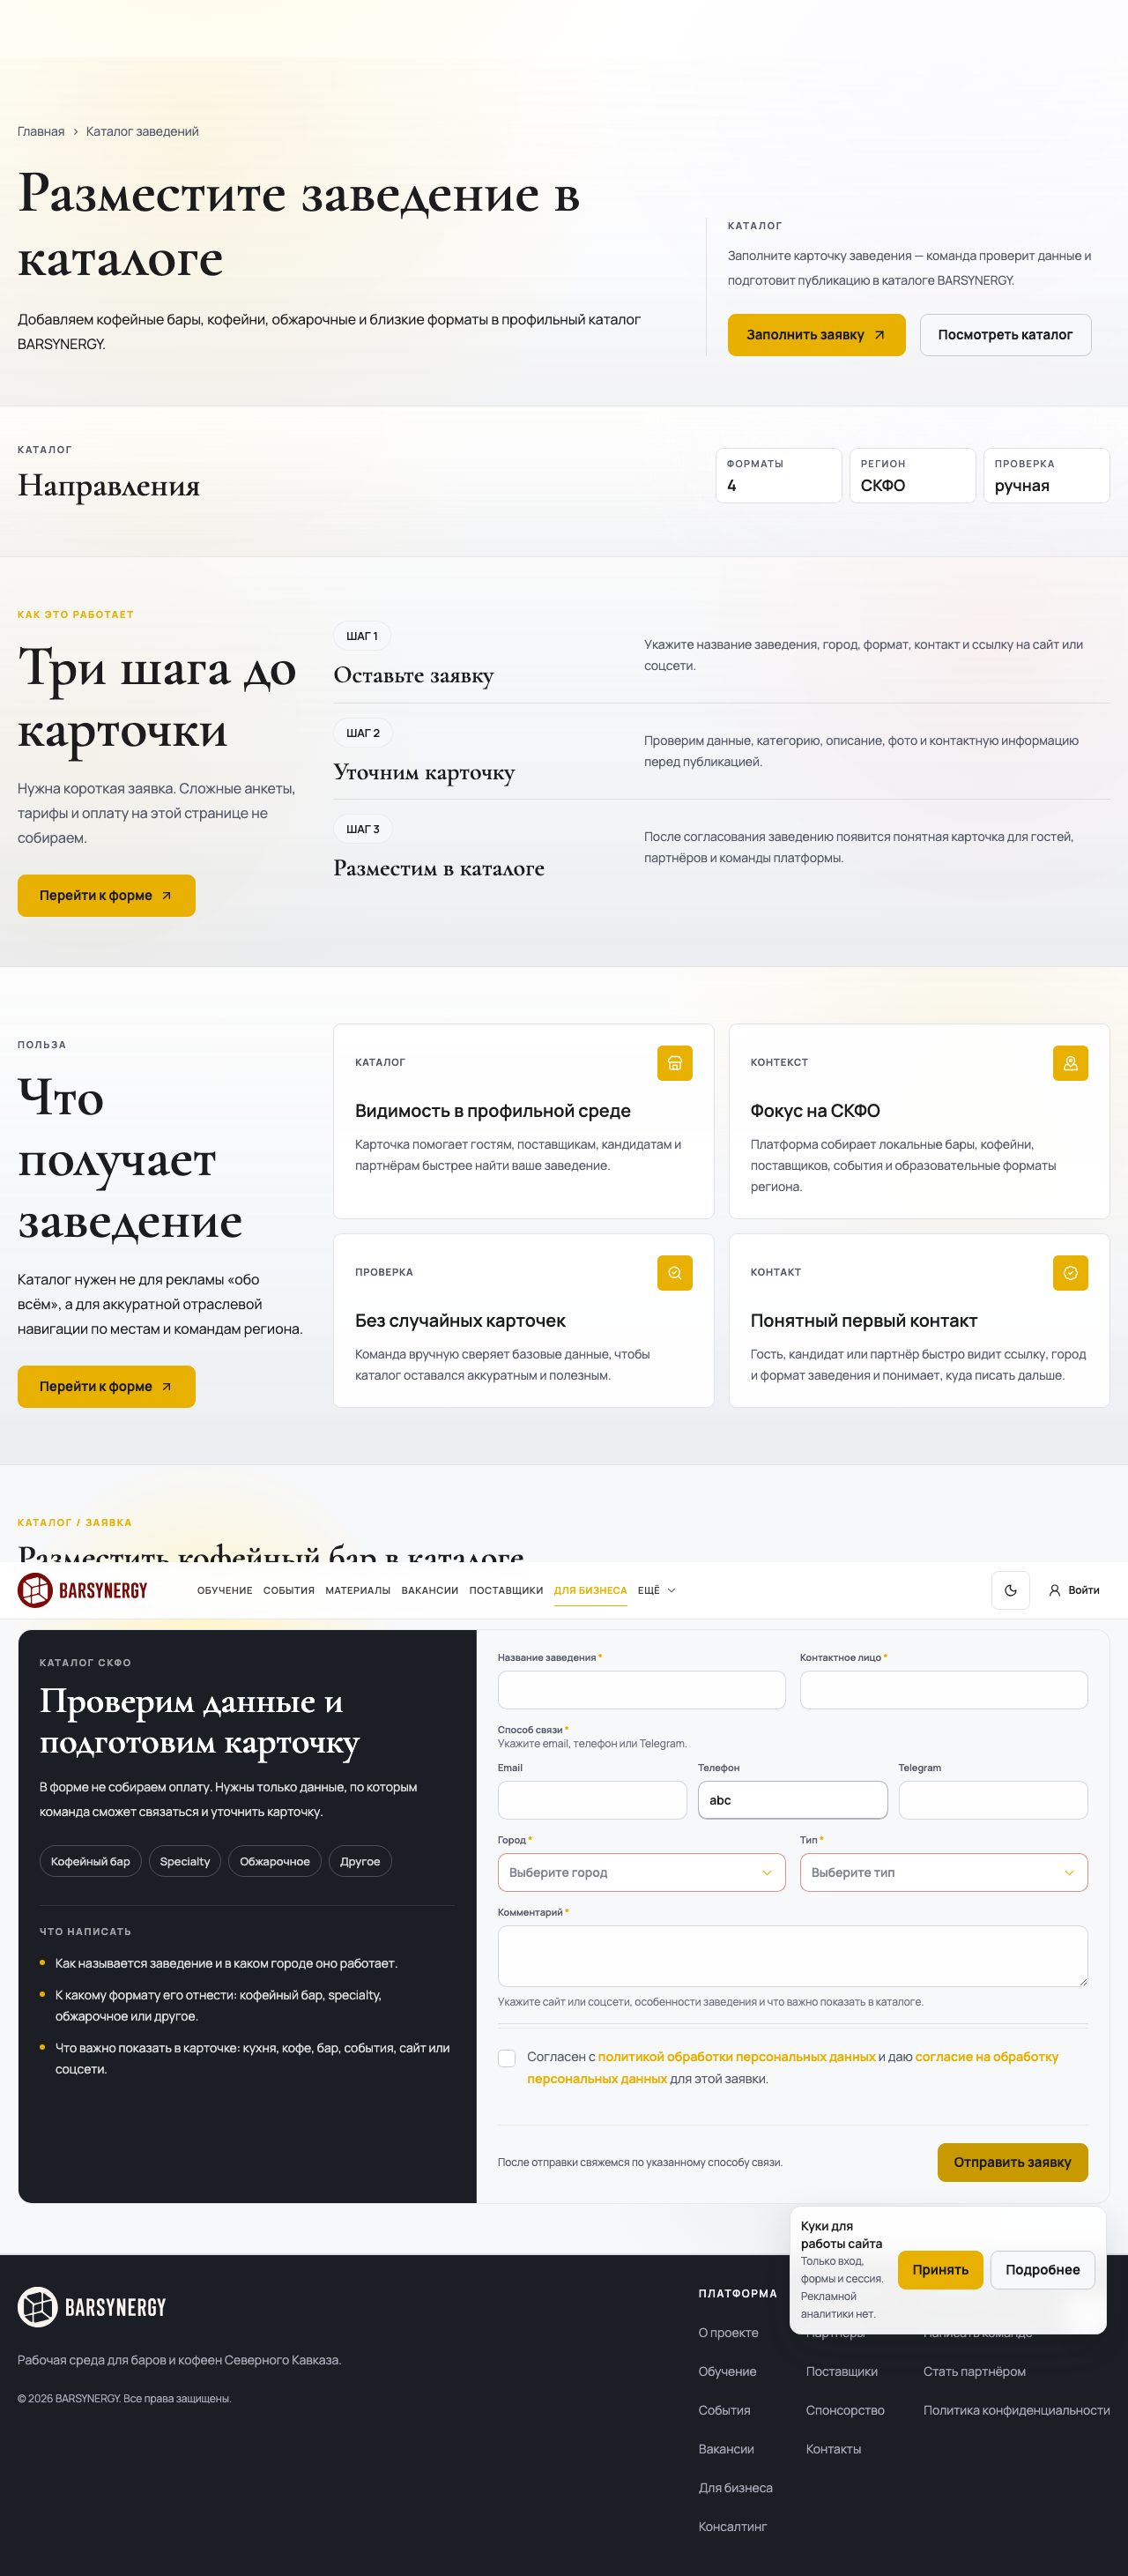 Главная › Каталог заведений
Разместите заведение в
каталоге
Добавляем кофейные бары, кофейни, обжарочные и близкие форматы в профильный каталог
BARSYNERGY.
КАТАЛОГ
Заполните карточку заведения — команда проверит данные и
подготовит публикацию в каталоге BARSYNERGY.
Заполнить заявку
Посмотреть каталог
КАТАЛОГ
Направления
ФОРМАТЫ
4
РЕГИОН
СКФО
ПРОВЕРКА
ручная
КАК ЭТО РАБОТАЕТ
Три шага до
карточки
Нужна короткая заявка. Сложные анкеты,
тарифы и оплату на этой странице не
собираем.
Перейти к форме
ШАГ 1
Оставьте заявку
Укажите название заведения, город, формат, контакт и ссылку на сайт или
соцсети.
ШАГ 2
Уточним карточку
Проверим данные, категорию, описание, фото и контактную информацию
перед публикацией.
ШАГ 3
Разместим в каталоге
После согласования заведению появится понятная карточка для гостей,
партнёров и команды платформы.
ПОЛЬЗА
Что
получает
заведение
Каталог нужен не для рекламы «обо
всём», а для аккуратной отраслевой
навигации по местам и командам региона.
Перейти к форме
КАТАЛОГ
Видимость в профильной среде
Карточка помогает гостям, поставщикам, кандидатам и
партнёрам быстрее найти ваше заведение.
КОНТЕКСТ
Фокус на СКФО
Платформа собирает локальные бары, кофейни,
поставщиков, события и образовательные форматы
региона.
ПРОВЕРКА
Без случайных карточек
Команда вручную сверяет базовые данные, чтобы
каталог оставался аккуратным и полезным.
КОНТАКТ
Понятный первый контакт
Гость, кандидат или партнёр быстро видит ссылку, город
и формат заведения и понимает, куда писать дальше.
КАТАЛОГ / ЗАЯВКА
Разместить кофейный бар в каталоге
BARSYNERGY
ОБУЧЕНИЕ СОБЫТИЯ МАТЕРИАЛЫ ВАКАНСИИ ПОСТАВЩИКИ ДЛЯ БИЗНЕСА ЕЩЁ
Войти
КАТАЛОГ СКФО
Проверим данные и
подготовим карточку
В форме не собираем оплату. Нужны только данные, по которым
команда сможет связаться и уточнить карточку.
Кофейный бар Specialty Обжарочное Другое
ЧТО НАПИСАТЬ
Как называется заведение и в каком городе оно работает.
К какому формату его отнести: кофейный бар, specialty,
обжарочное или другое.
Что важно показать в карточке: кухня, кофе, бар, события, сайт или
соцсети.
Название заведения *
Контактное лицо *
Способ связи *
Укажите email, телефон или Telegram.
Email
Телефон
abc
Telegram
Город *
Выберите город
Тип *
Выберите тип
Комментарий *
Укажите сайт или соцсети, особенности заведения и что важно показать в каталоге.
Согласен с политикой обработки персональных данных и даю согласие на обработку
персональных данных для этой заявки.
После отправки свяжемся по указанному способу связи.
Отправить заявку
Куки для
работы сайта
Только вход,
формы и сессия.
Рекламной
аналитики нет.
Принять
Подробнее
BARSYNERGY
Рабочая среда для баров и кофеен Северного Кавказа.
© 2026 BARSYNERGY. Все права защищены.
ПЛАТФОРМА
О проекте
Обучение
События
Вакансии
Для бизнеса
Консалтинг
Поставщики
Спонсорство
Контакты
Стать партнёром
Политика конфиденциальности